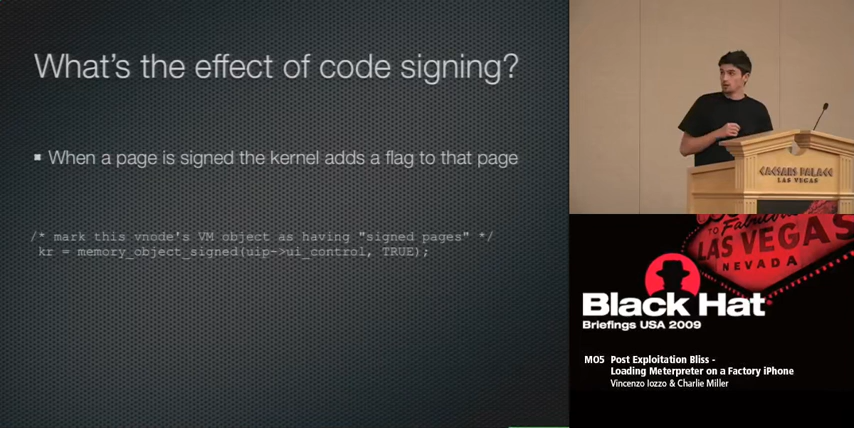 What's the effect of code signing?
When a page is signed the kernel adds a flag to that page
/* mark this vnode's VM object as having "signed pages" */
kr = memory_object_signed(uip->ui_control, TRUE);
CAESARS PALACE
LAS VEGAS
TO Fabulous
LAS VEGAS
NEVADA
Black Hat
Briefings USA 2009
MO5 Post Exploitation Bliss -
Loading Meterpreter on a Factory iPhone
Vincenzo Iozzo & Charlie Miller